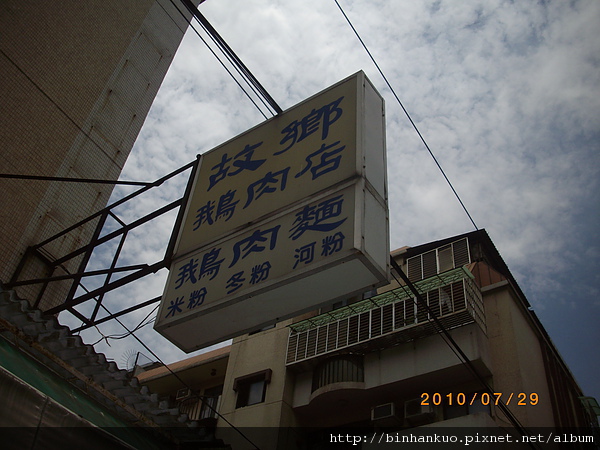 故鄉
鵝肉店
鵝肉麵
米粉 冬粉 河粉
2010/07/29
http://binhankuo.pixnet.net/album